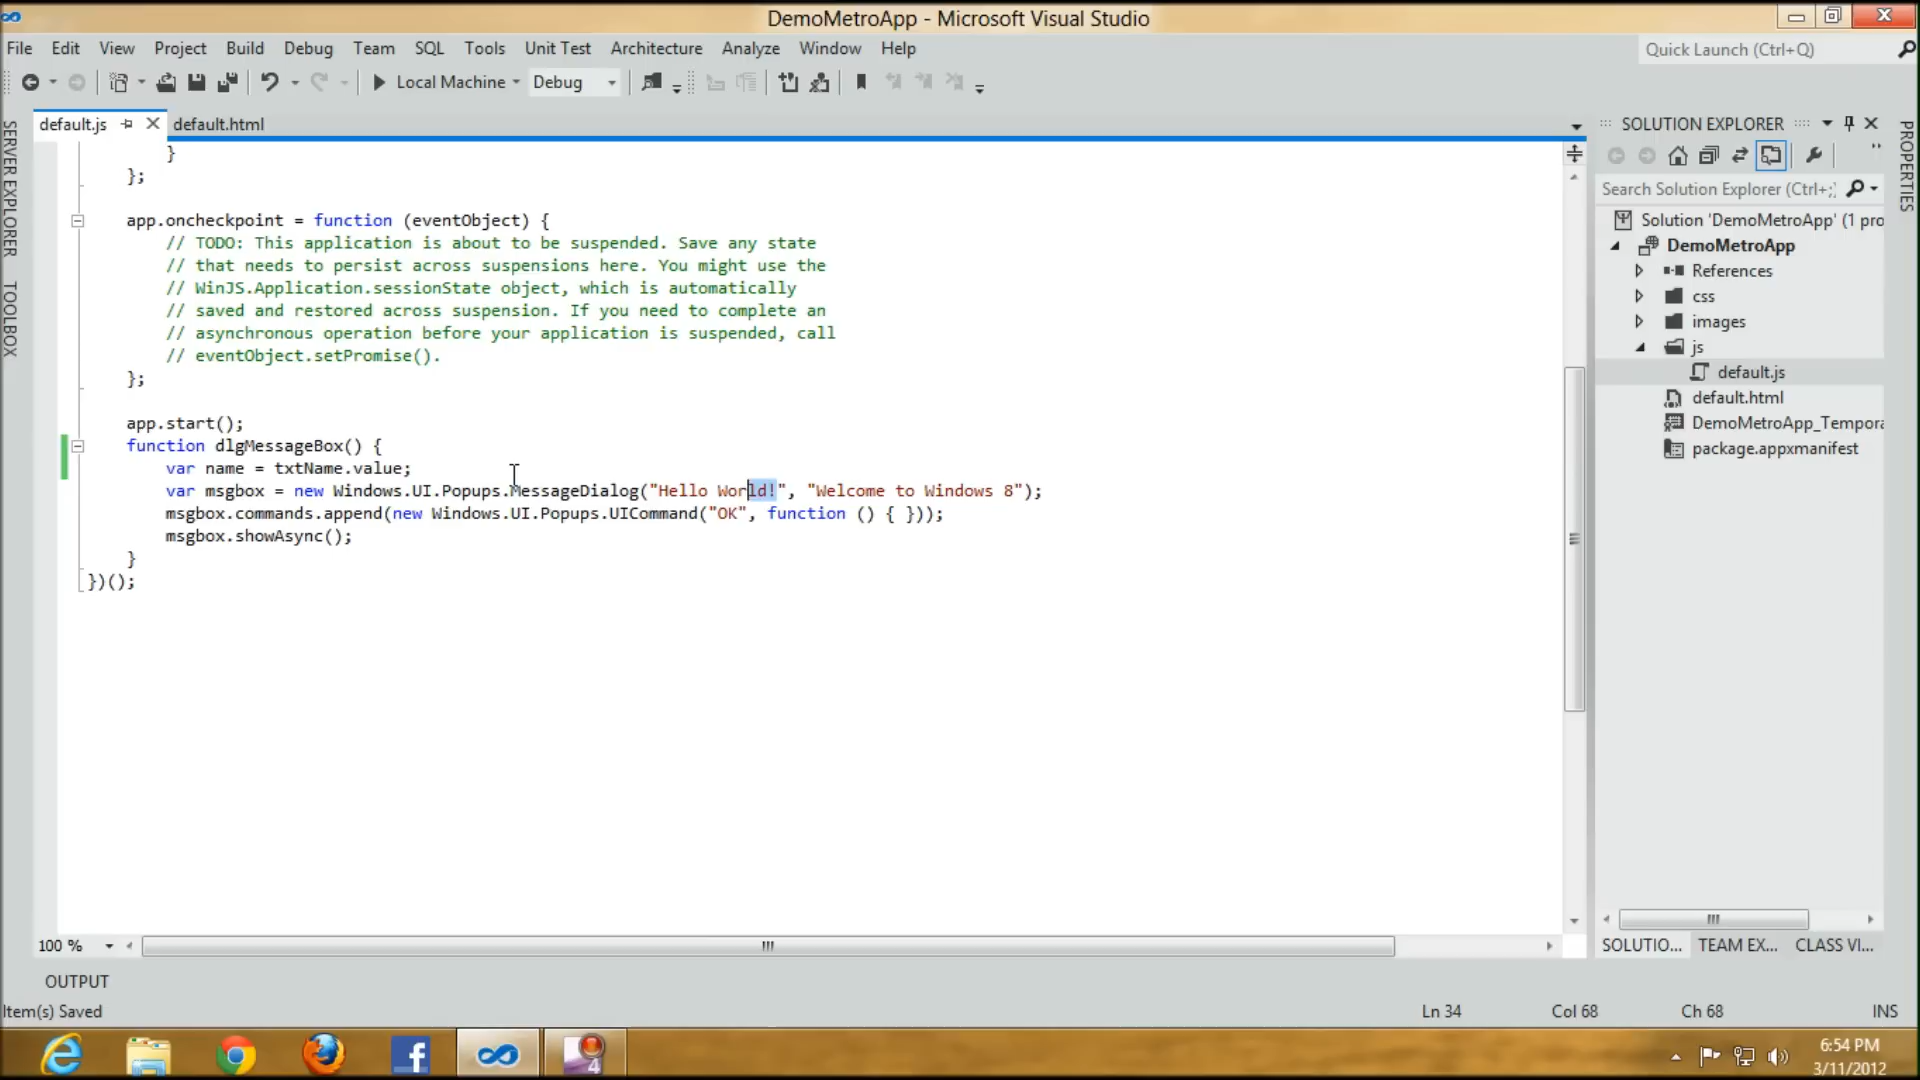 DemoMetroApp - Microsoft Visual Studio
File Edit View Project Build Debug Team SQL Tools Unit Test Architecture Analyze Window Help
Quick Launch (Ctrl+Q)
Local Machine Debug
default.js default.html
SERVER EXPLORER
TOOLBOX
}
};
app.oncheckpoint = function (eventObject) {
// TODO: This application is about to be suspended. Save any state
// that needs to persist across suspensions here. You might use the
// WinJS.Application.sessionState object, which is automatically
// saved and restored across suspension. If you need to complete an
// asynchronous operation before your application is suspended, call
// eventObject.setPromise().
};
app.start();
function dlgMessageBox() {
var name = txtName.value;
var msgbox = new Windows.UI.Popups.MessageDialog("Hello World!", "Welcome to Windows 8");
msgbox.commands.append(new Windows.UI.Popups.UICommand("OK", function () { }));
msgbox.showAsync();
}
})();
SOLUTION EXPLORER
Search Solution Explorer (Ctrl+;)
Solution 'DemoMetroApp' (1 pro
DemoMetroApp
References
css
images
js
default.js
default.html
DemoMetroApp_Tempora
package.appxmanifest
PROPERTIES
SOLUTIO... TEAM EX... CLASS VI...
100 %
OUTPUT
Item(s) Saved
Ln 34 Col 68 Ch 68 INS
4
6:54 PM
3/11/2012